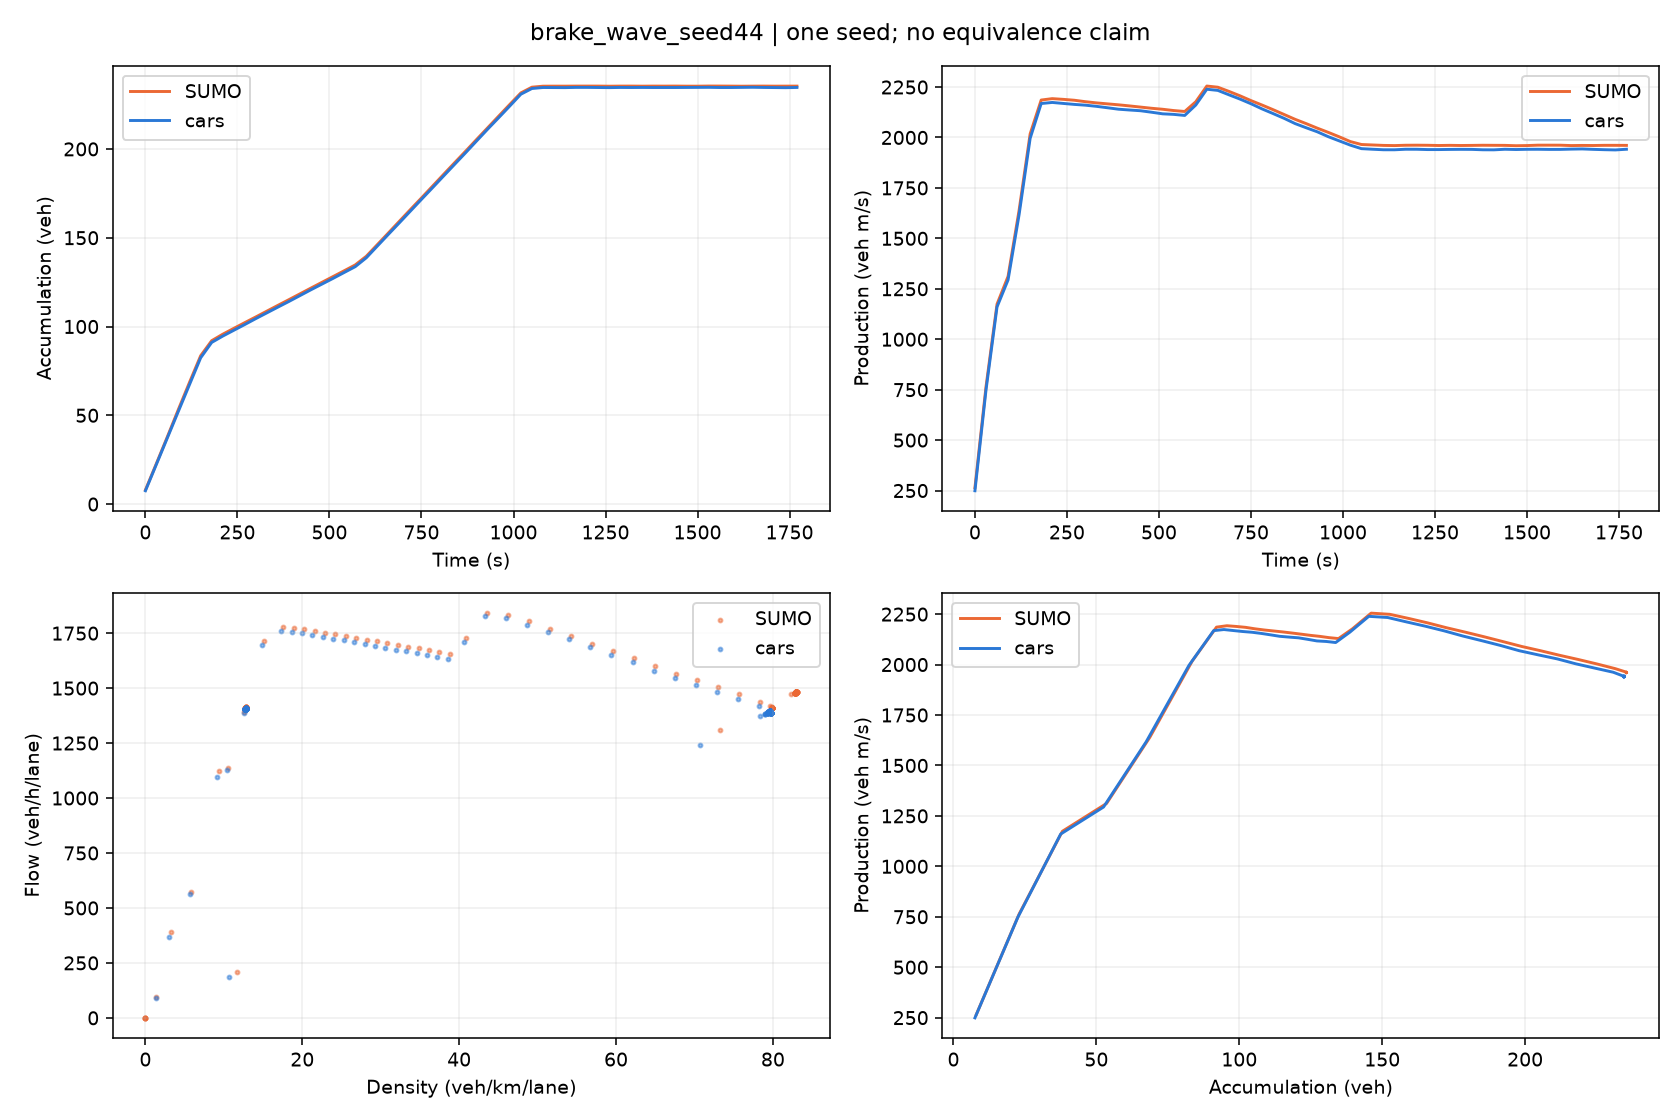 brake_wave_seed44 | one seed; no equivalence claim
SUMO
cars
Accumulation (veh)
200
150
100
50
0
0 250 500 750 1000 1250 1500 1750
Time (s)
SUMO
cars
Production (veh m/s)
2250
2000
1750
1500
1250
1000
750
500
250
0 250 500 750 1000 1250 1500 1750
Time (s)
SUMO
cars
Flow (veh/h/lane)
1750
1500
1250
1000
750
500
250
0
0 20 40 60 80
Density (veh/km/lane)
SUMO
cars
Production (veh m/s)
2250
2000
1750
1500
1250
1000
750
500
250
0 50 100 150 200
Accumulation (veh)